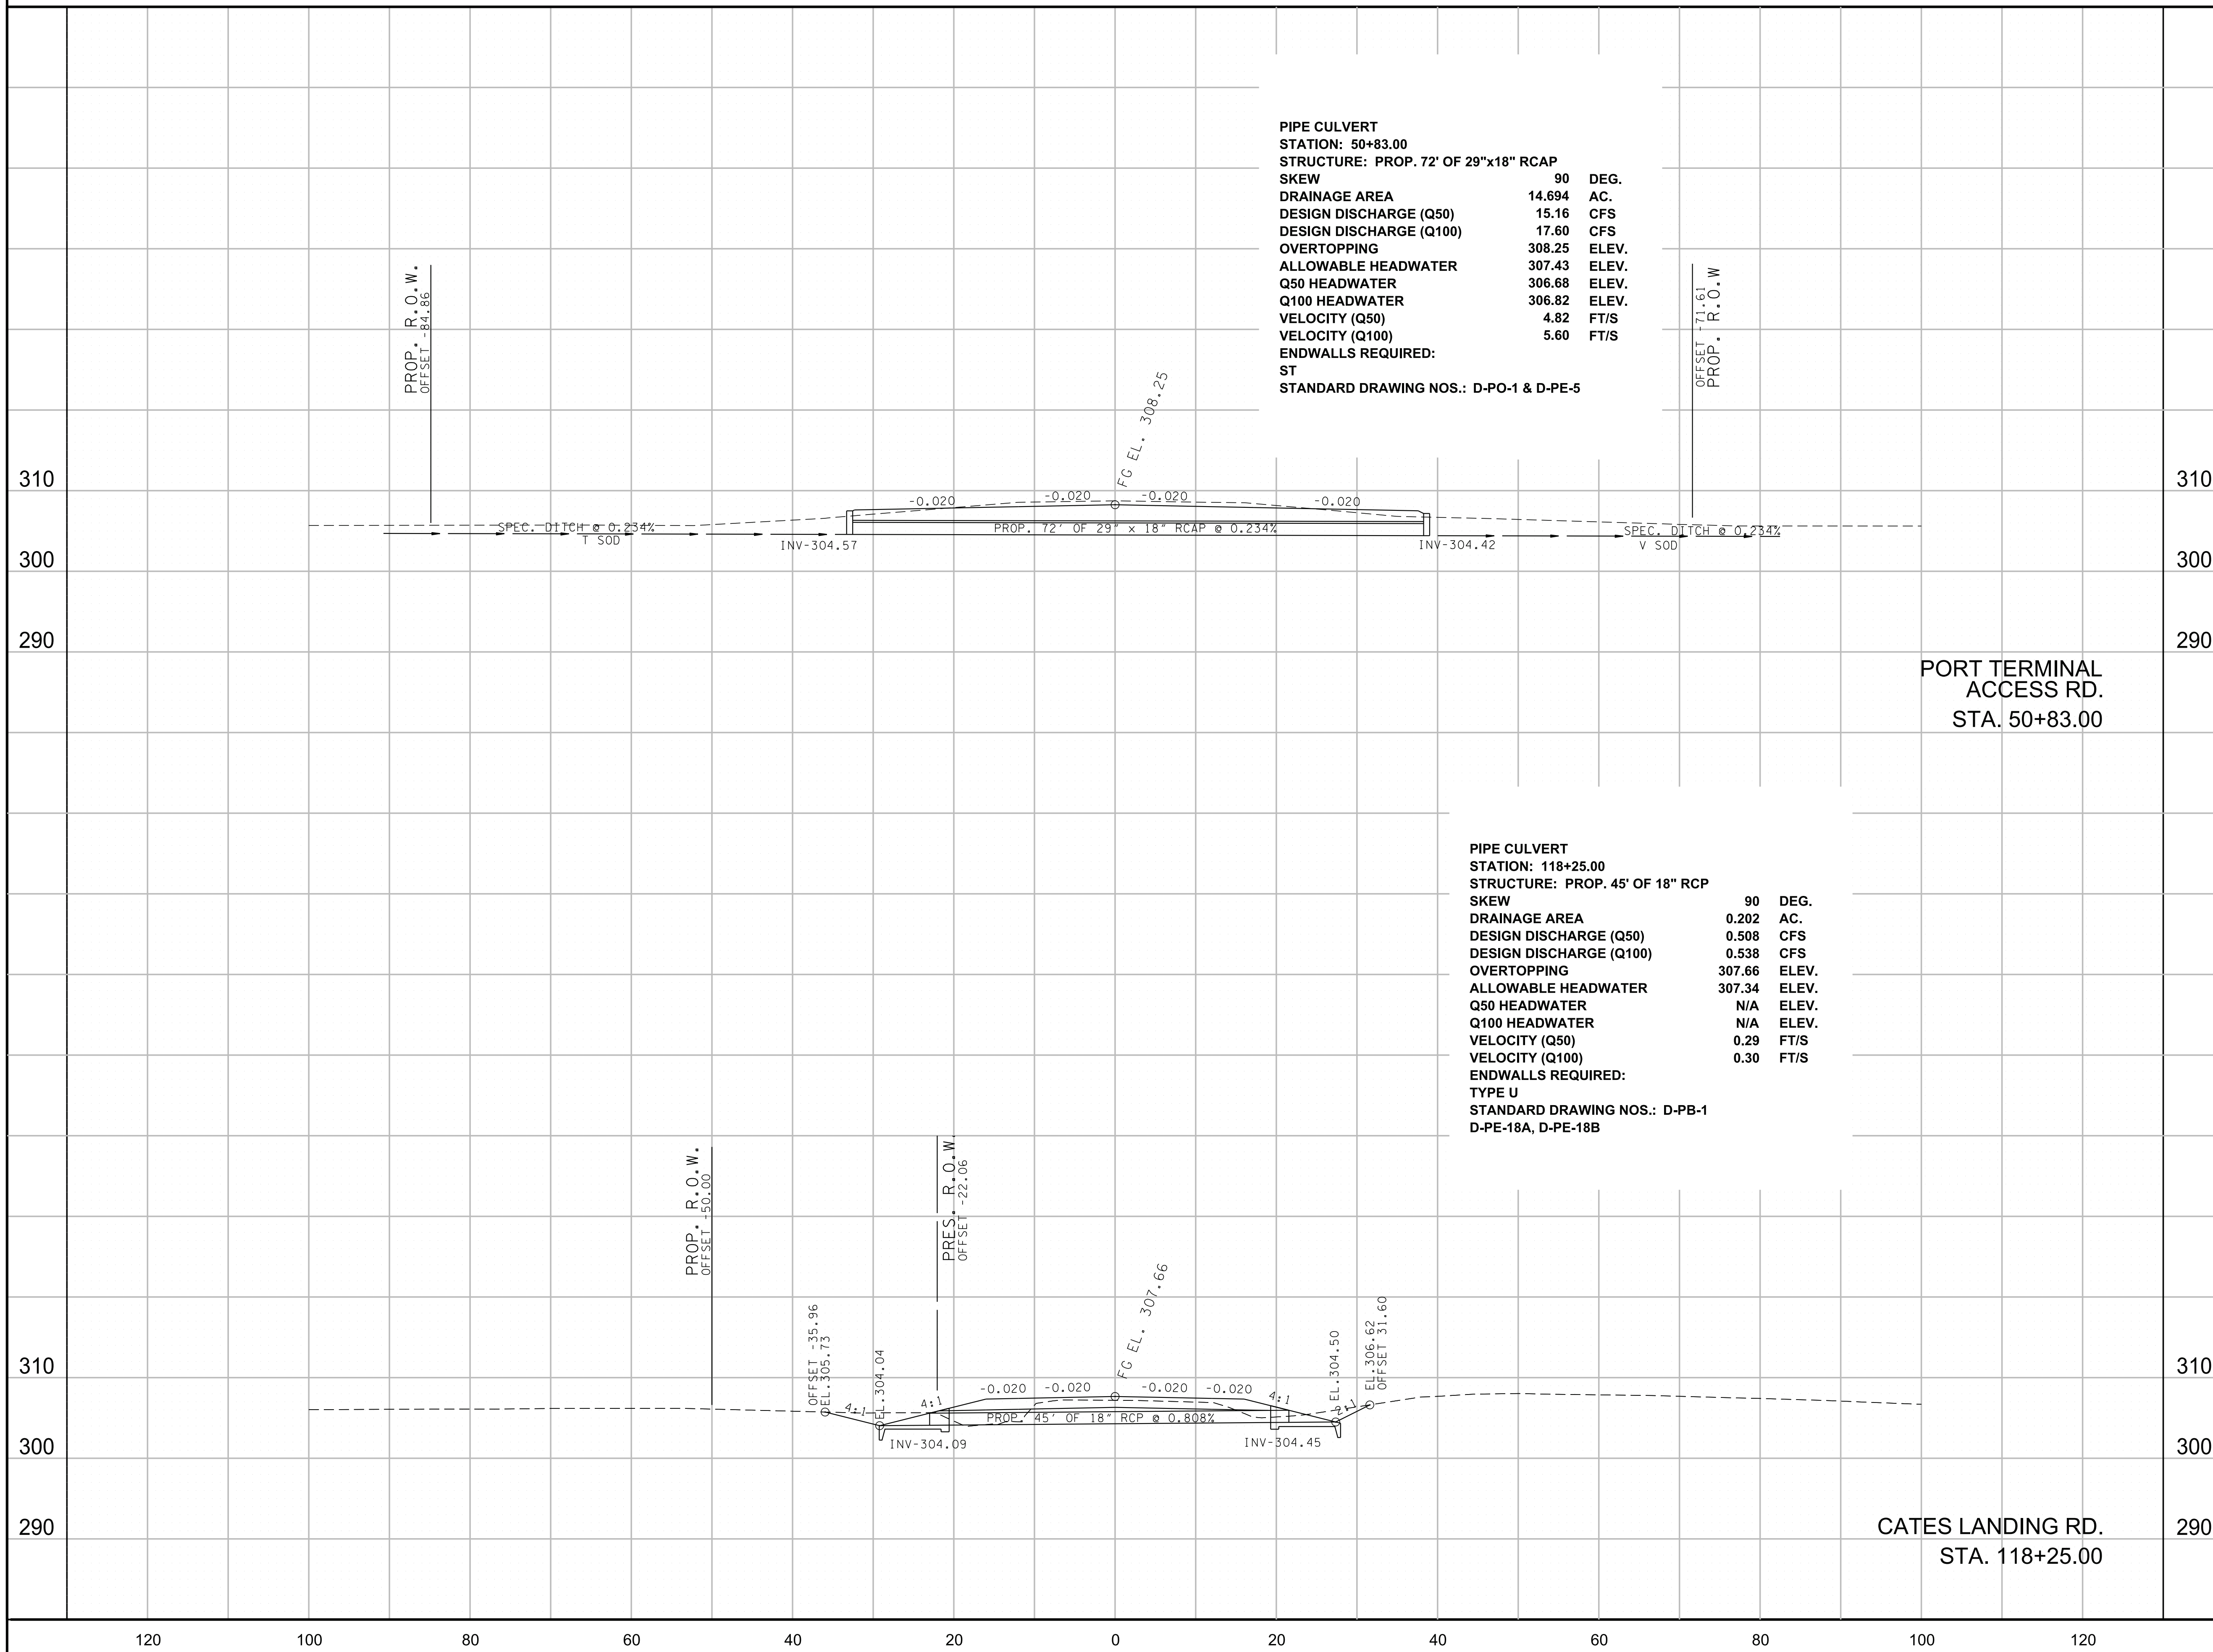 PIPE CULVERT
STATION: 50+83.00
STRUCTURE: PROP. 72' OF 29"x18" RCAP
SKEW 90 DEG.
DRAINAGE AREA 14.694 AC.
DESIGN DISCHARGE (Q50) 15.16 CFS
DESIGN DISCHARGE (Q100) 17.60 CFS
OVERTOPPING 308.25 ELEV.
ALLOWABLE HEADWATER 307.43 ELEV.
Q50 HEADWATER 306.68 ELEV.
Q100 HEADWATER 306.82 ELEV.
VELOCITY (Q50) 4.82 FT/S
VELOCITY (Q100) 5.60 FT/S
ENDWALLS REQUIRED:
ST
STANDARD DRAWING NOS.: D-PO-1 & D-PE-5
PROP. R.O.W.
OFFSET -84.86
OFFSET -71.61
PROP. R.O.W
FG EL. 308.25
310
310
-0.020
-0.020
-0.020
-0.020
SPEC. DITCH @ 0.234%
T SOD
INV-304.57
PROP. 72' OF 29" x 18" RCAP @ 0.234%
INV-304.42
SPEC. DITCH @ 0.234%
V SOD
300
300
290
290
PORT TERMINAL
ACCESS RD.
STA. 50+83.00
PIPE CULVERT
STATION: 118+25.00
STRUCTURE: PROP. 45' OF 18" RCP
SKEW 90 DEG.
DRAINAGE AREA 0.202 AC.
DESIGN DISCHARGE (Q50) 0.508 CFS
DESIGN DISCHARGE (Q100) 0.538 CFS
OVERTOPPING 307.66 ELEV.
ALLOWABLE HEADWATER 307.34 ELEV.
Q50 HEADWATER N/A ELEV.
Q100 HEADWATER N/A ELEV.
VELOCITY (Q50) 0.29 FT/S
VELOCITY (Q100) 0.30 FT/S
ENDWALLS REQUIRED:
TYPE U
STANDARD DRAWING NOS.: D-PB-1
D-PE-18A, D-PE-18B
PROP. R.O.W.
OFFSET -50.00
PRES. R.O.W.
OFFSET -22.06
OFFSET -35.96
EL.305.73
EL.304.04
FG EL. 307.66
EL.304.50
EL.306.62
OFFSET 31.60
310
310
4:1
4:1
-0.020
-0.020
-0.020
-0.020
4:1
2:1
PROP. 45' OF 18" RCP @ 0.808%
INV-304.09
INV-304.45
300
300
290
290
CATES LANDING RD.
STA. 118+25.00
120 100 80 60 40 20 0 20 40 60 80 100 120